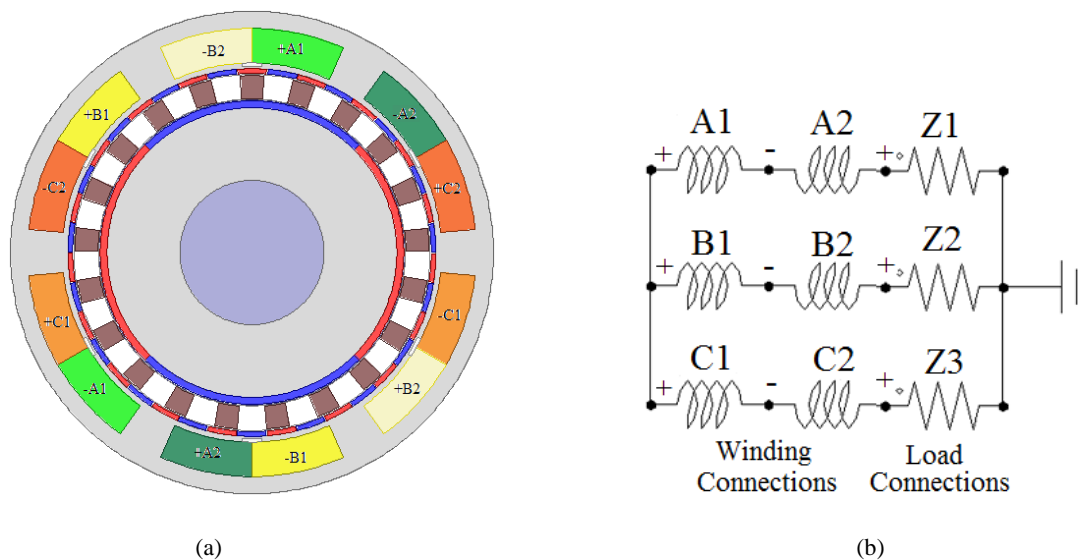 -B2 +A1
+B1 -A2
-C2 +C2
+C1 -C1
-A1 +B2
+A2 -B1
(a)
A1 A2 Z1
+ - +
B1 B2 Z2
+ - +
C1 C2 Z3
+ - +
Winding Load
Connections Connections
(b)